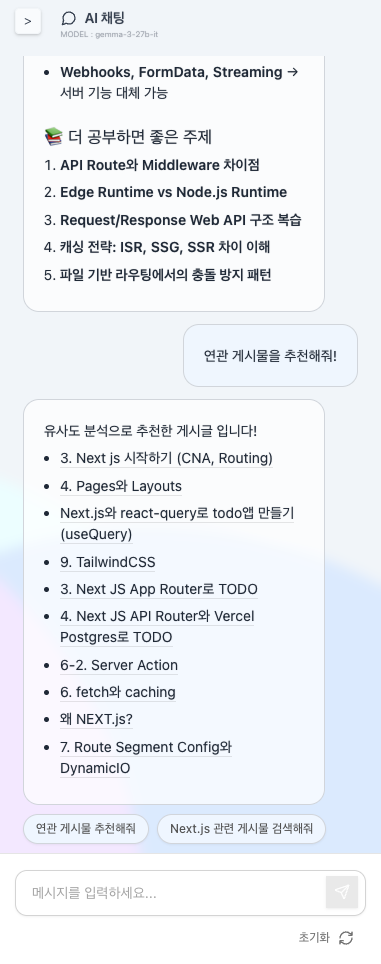 >
AI 채팅
MODEL : gemma-3-27b-it
• Webhooks, FormData, Streaming →
서버 기능 대체 가능
📚 더 공부하면 좋은 주제
1. API Route와 Middleware 차이점
2. Edge Runtime vs Node.js Runtime
3. Request/Response Web API 구조 복습
4. 캐싱 전략: ISR, SSG, SSR 차이 이해
5. 파일 기반 라우팅에서의 충돌 방지 패턴
연관 게시물을 추천해줘!
유사도 분석으로 추천한 게시글 입니다!
• 3. Next js 시작하기 (CNA, Routing)
• 4. Pages와 Layouts
• Next.js와 react-query로 todo앱 만들기
(useQuery)
• 9. TailwindCSS
• 3. Next JS App Router로 TODO
• 4. Next JS API Router와 Vercel
Postgres로 TODO
• 6-2. Server Action
• 6. fetch와 caching
• 왜 NEXT.js?
• 7. Route Segment Config와
DynamicIO
연관 게시물 추천해줘
Next.js 관련 게시물 검색해줘
메시지를 입력하세요...
초기화